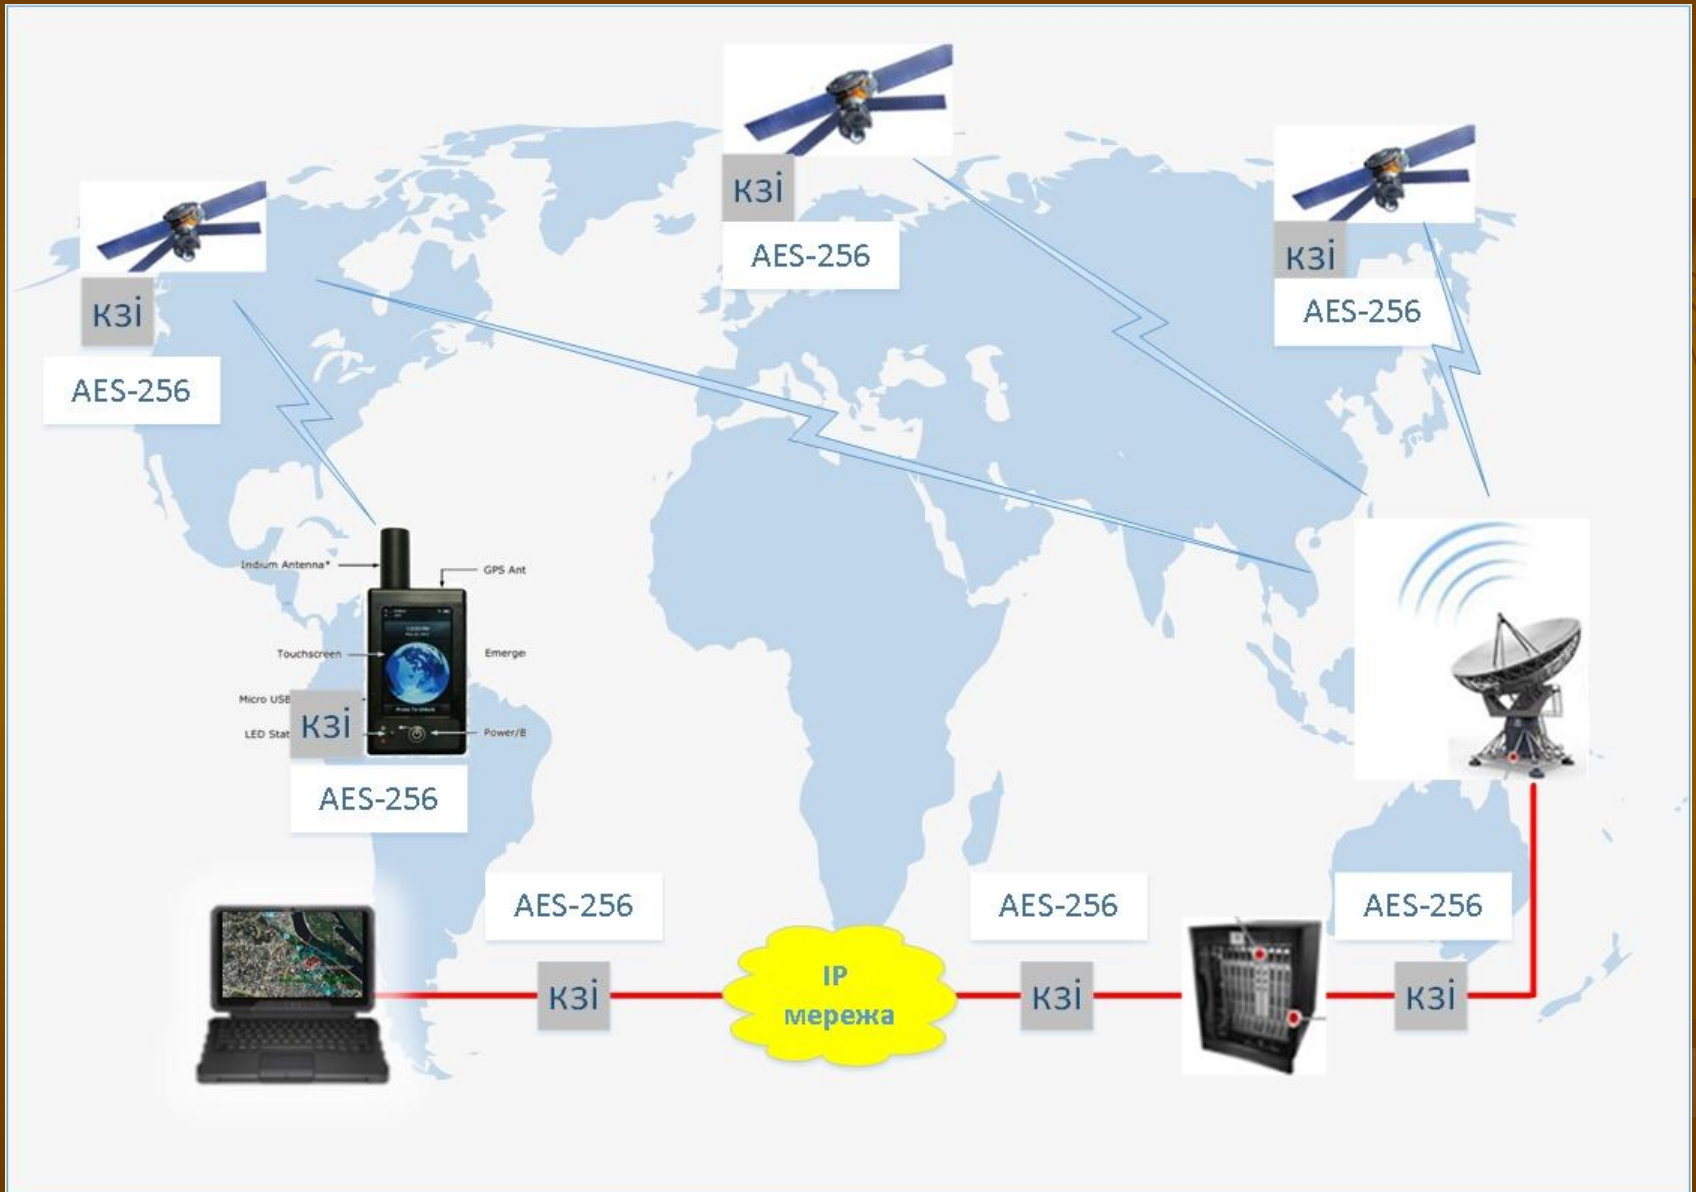 КЗІ
AES-256
КЗІ
AES-256
КЗІ
AES-256
Iridium Antenna*
GPS Ant
Touchscreen
Emerge
Micro USB
LED Stat
Power/B
КЗІ
AES-256
AES-256
КЗІ
IP
мережа
AES-256
КЗІ
AES-256
КЗІ